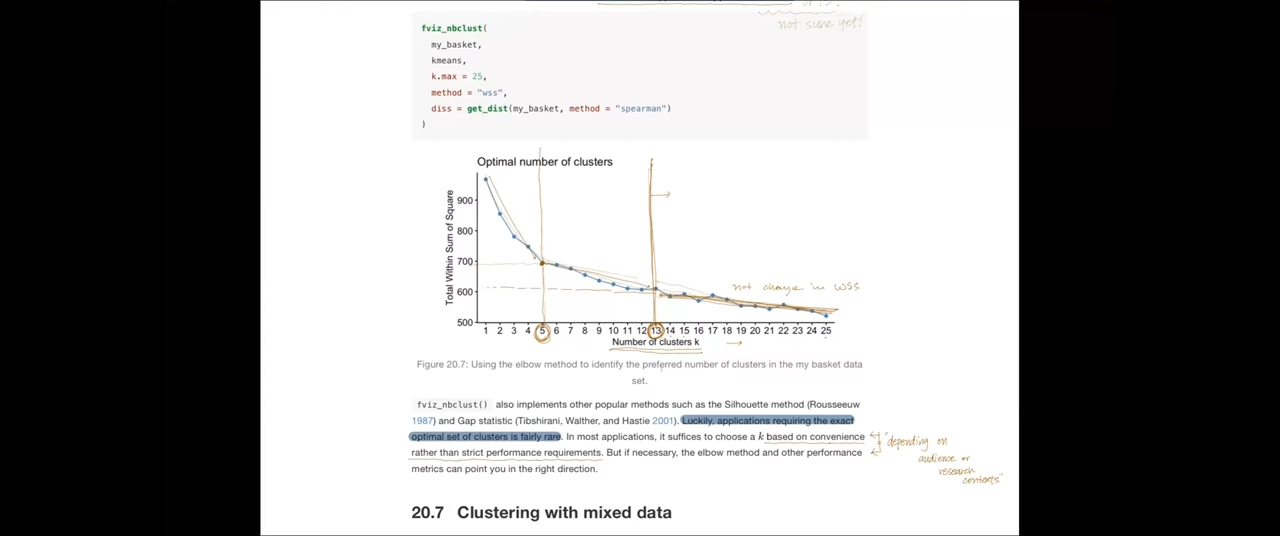 not sure yet!
fviz_nbclust(
my_basket,
kmeans,
k.max = 25,
method = "wss",
diss = get_dist(my_basket, method = "spearman")
)
Optimal number of clusters
Total Within Sum of Square
900
800
700
600
500
not change in WSS
1 2 3 4 5 6 7 8 9 10 11 12 13 14 15 16 17 18 19 20 21 22 23 24 25
Number of clusters k
Figure 20.7: Using the elbow method to identify the preferred number of clusters in the my basket data
set.
fviz_nbclust() also implements other popular methods such as the Silhouette method (Rousseeuw
1987) and Gap statistic (Tibshirani, Walther, and Hastie 2001). Luckily, applications requiring the exact
optimal set of clusters is fairly rare. In most applications, it suffices to choose a k based on convenience
rather than strict performance requirements. But if necessary, the elbow method and other performance
metrics can point you in the right direction.
"depending on
audience or
research
contexts"
20.7 Clustering with mixed data